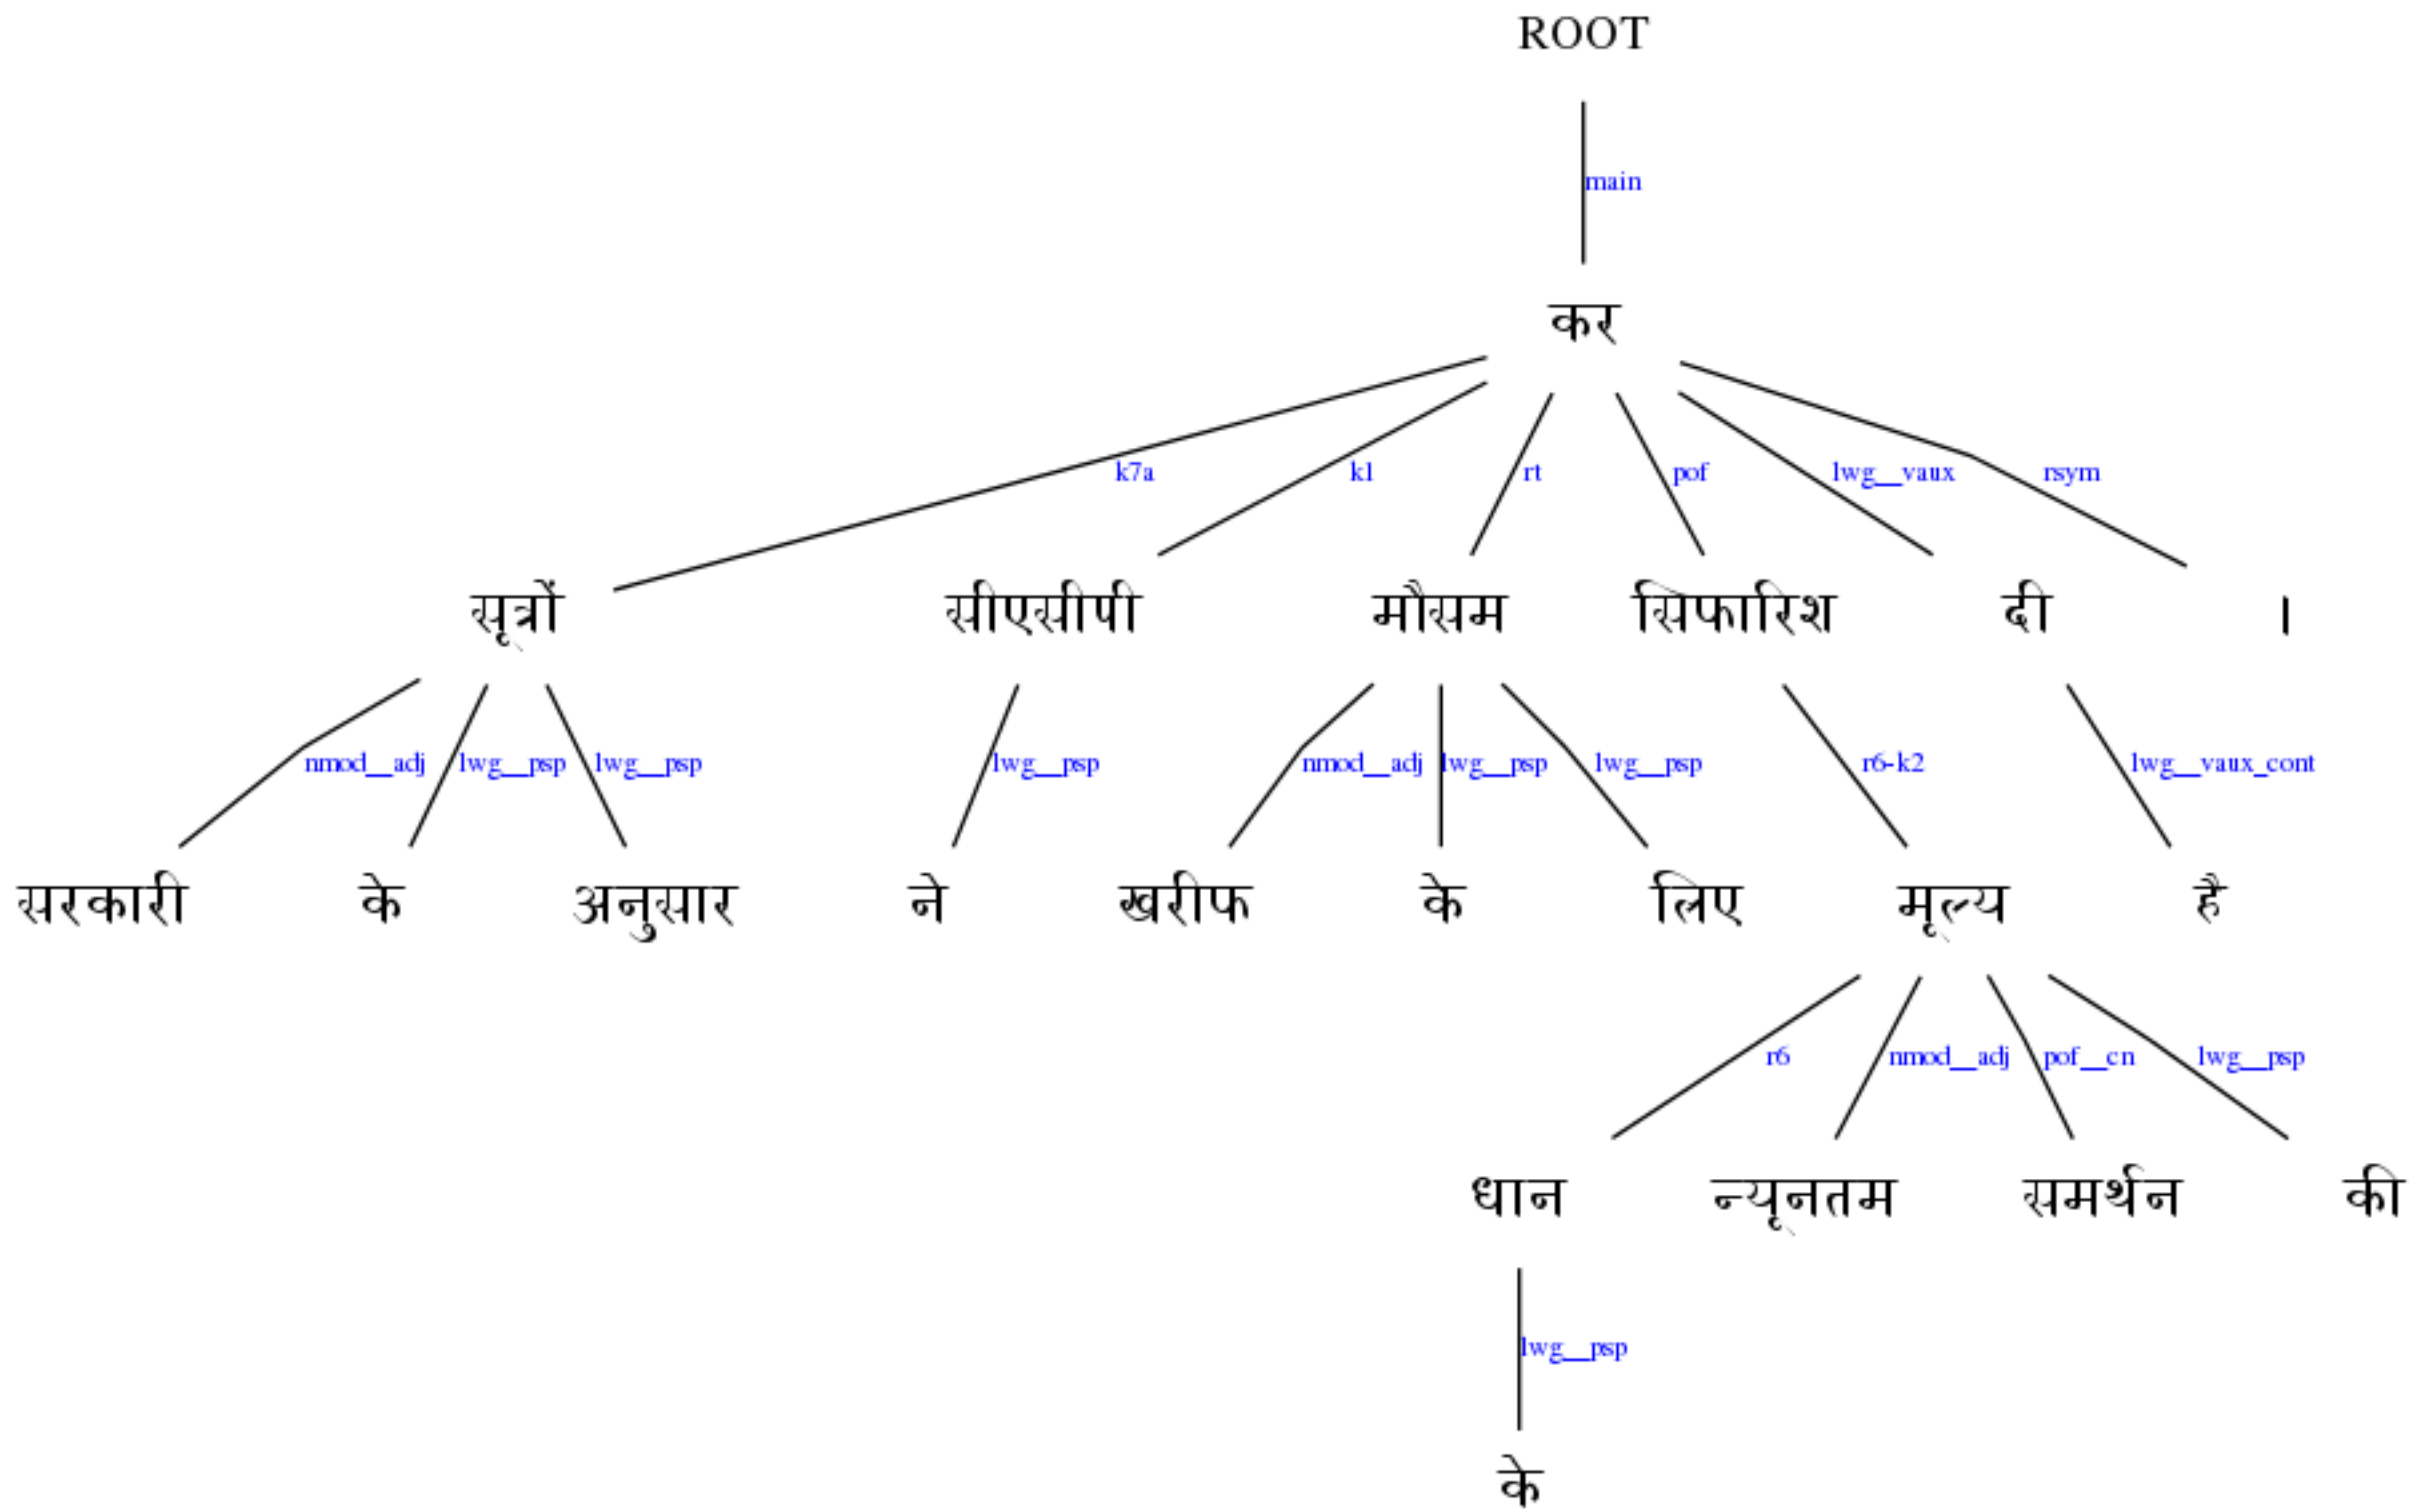 ROOT
main
कर
k7a k1 rt pof lwg__vaux rsym
सूत्रों सीएसीपी मौसम सिफारिश दी ।
nmod__adj lwg__psp lwg__psp lwg__psp nmod__adj lwg__psp lwg__psp r6-k2 lwg__vaux_cont
सरकारी के अनुसार ने खरीफ के लिए मूल्य है
r6 nmod__adj pof__cn lwg__psp
धान न्यूनतम समर्थन की
lwg__psp
के